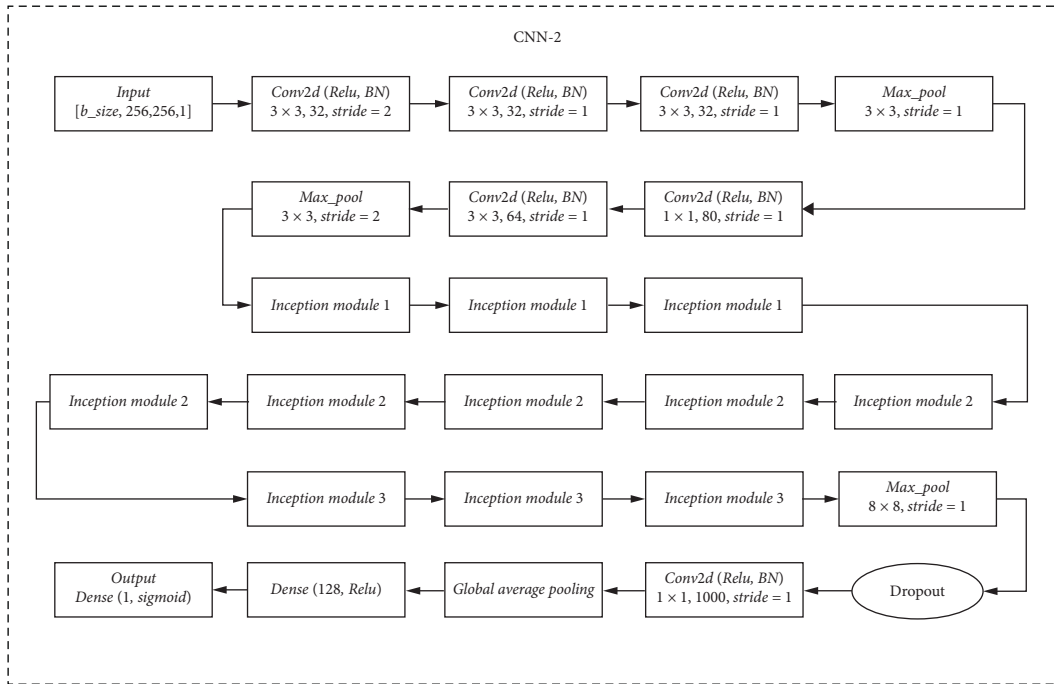 CNN-2
Input
[b_size, 256,256,1]
Conv2d (Relu, BN)
3 × 3, 32, stride = 2
Conv2d (Relu, BN)
3 × 3, 32, stride = 1
Conv2d (Relu, BN)
3 × 3, 32, stride = 1
Max_pool
3 × 3, stride = 1
Conv2d (Relu, BN)
1 × 1, 80, stride = 1
Conv2d (Relu, BN)
3 × 3, 64, stride = 1
Max_pool
3 × 3, stride = 2
Inception module 1
Inception module 1
Inception module 1
Inception module 2
Inception module 2
Inception module 2
Inception module 2
Inception module 2
Inception module 3
Inception module 3
Inception module 3
Max_pool
8 × 8, stride = 1
Dropout
Conv2d (Relu, BN)
1 × 1, 1000, stride = 1
Global average pooling
Dense (128, Relu)
Output
Dense (1, sigmoid)